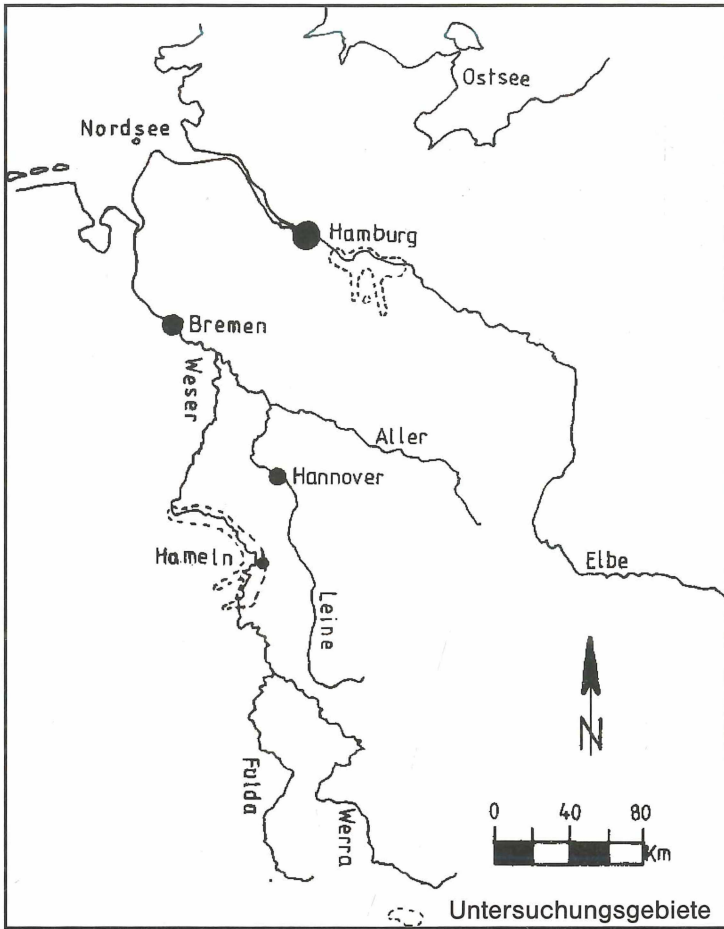 Ostsee
Nordsee
Hamburg
Bremen
Weser
Aller
Hannover
Hameln
Elbe
Leine
N
Fulda
Werra
0 40 80
Km
Untersuchungsgebiete